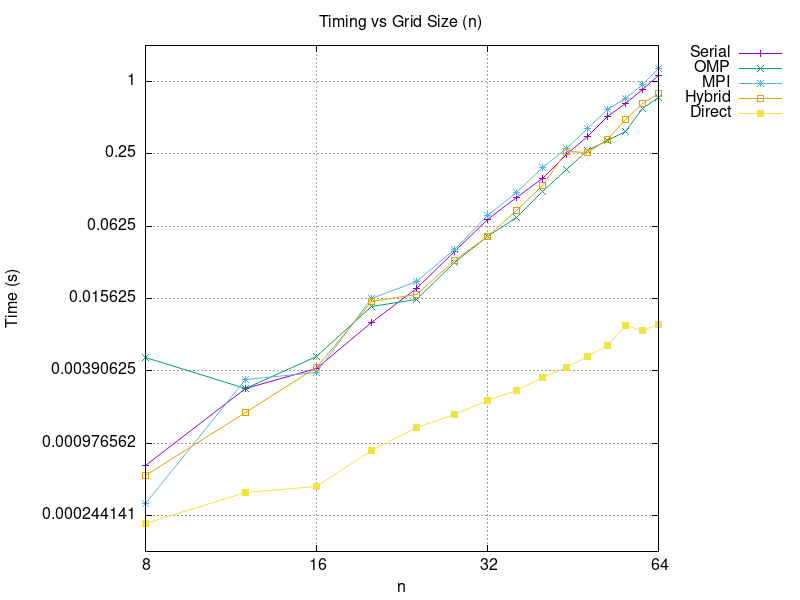 Timing vs Grid Size (n)
Serial
OMP
MPI
Hybrid
Direct
1
0.25
0.0625
0.015625
0.00390625
0.000976562
0.000244141
Time (s)
8
16
32
64
n